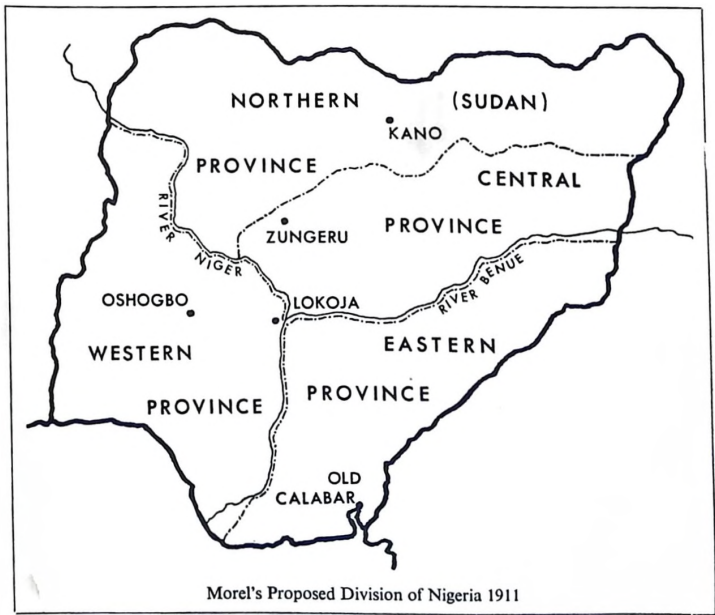 NORTHERN (SUDAN)
KANO
PROVINCE
CENTRAL
PROVINCE
ZUNGERU
RIVER NIGER
RIVER BENUE
OSHOGBO
LOKOJA
WESTERN
PROVINCE
EASTERN
PROVINCE
OLD
CALABAR
Morel's Proposed Division of Nigeria 1911